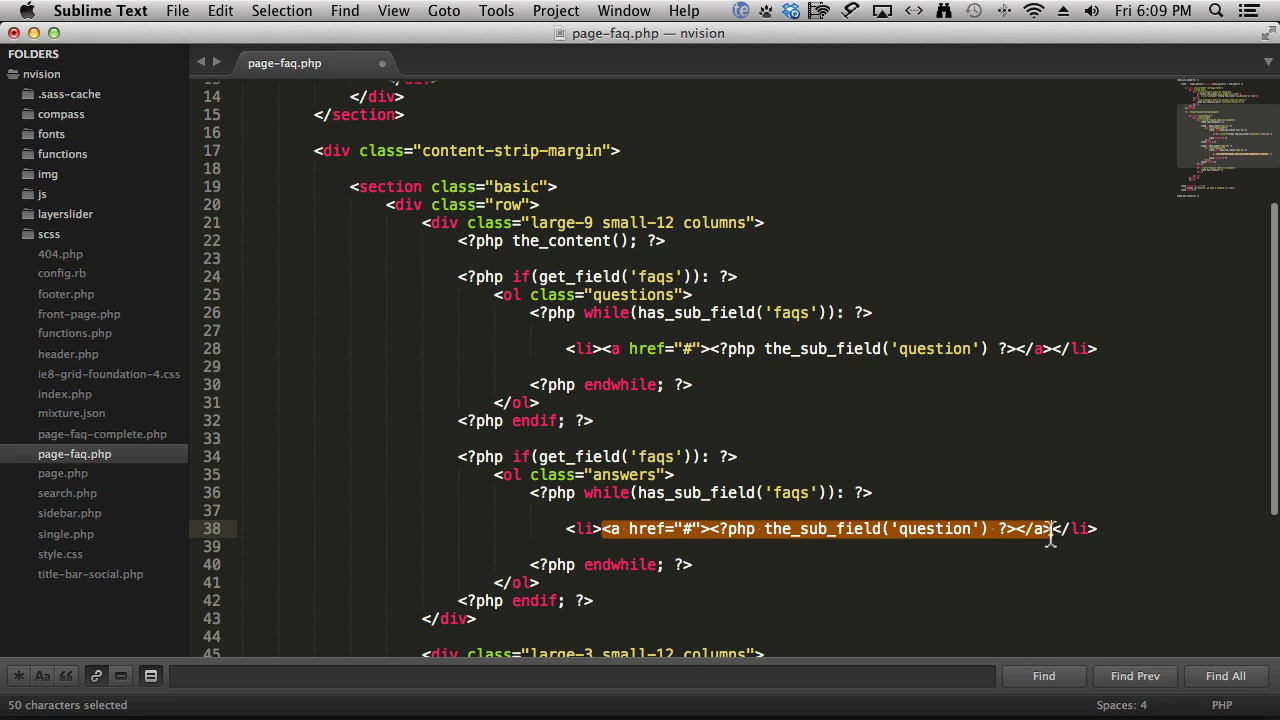 Sublime Text File Edit Selection Find View Goto Tools Project Window Help Fri 6:09 PM
page-faq.php — nvision
FOLDERS
nvision
.sass-cache
compass
fonts
functions
img
js
layerslider
scss
404.php
config.rb
footer.php
front-page.php
functions.php
header.php
ie8-grid-foundation-4.css
index.php
mixture.json
page-faq-complete.php
page-faq.php
page.php
search.php
sidebar.php
single.php
style.css
title-bar-social.php
page-faq.php
14 </div>
15 </section>
16
17 <div class="content-strip-margin">
18
19 <section class="basic">
20 <div class="row">
21 <div class="large-9 small-12 columns">
22 <?php the_content(); ?>
23
24 <?php if(get_field('faqs')): ?>
25 <ol class="questions">
26 <?php while(has_sub_field('faqs')): ?>
27
28 <li><a href="#"><?php the_sub_field('question') ?></a></li>
29
30 <?php endwhile; ?>
31 </ol>
32 <?php endif; ?>
33
34 <?php if(get_field('faqs')): ?>
35 <ol class="answers">
36 <?php while(has_sub_field('faqs')): ?>
37
38 <li><a href="#"><?php the_sub_field('question') ?></a></li>
39
40 <?php endwhile; ?>
41 </ol>
42 <?php endif; ?>
43 </div>
44
45 <div class="large-3 small-12 columns">
Aa Find Find Prev Find All
50 characters selected Spaces: 4 PHP